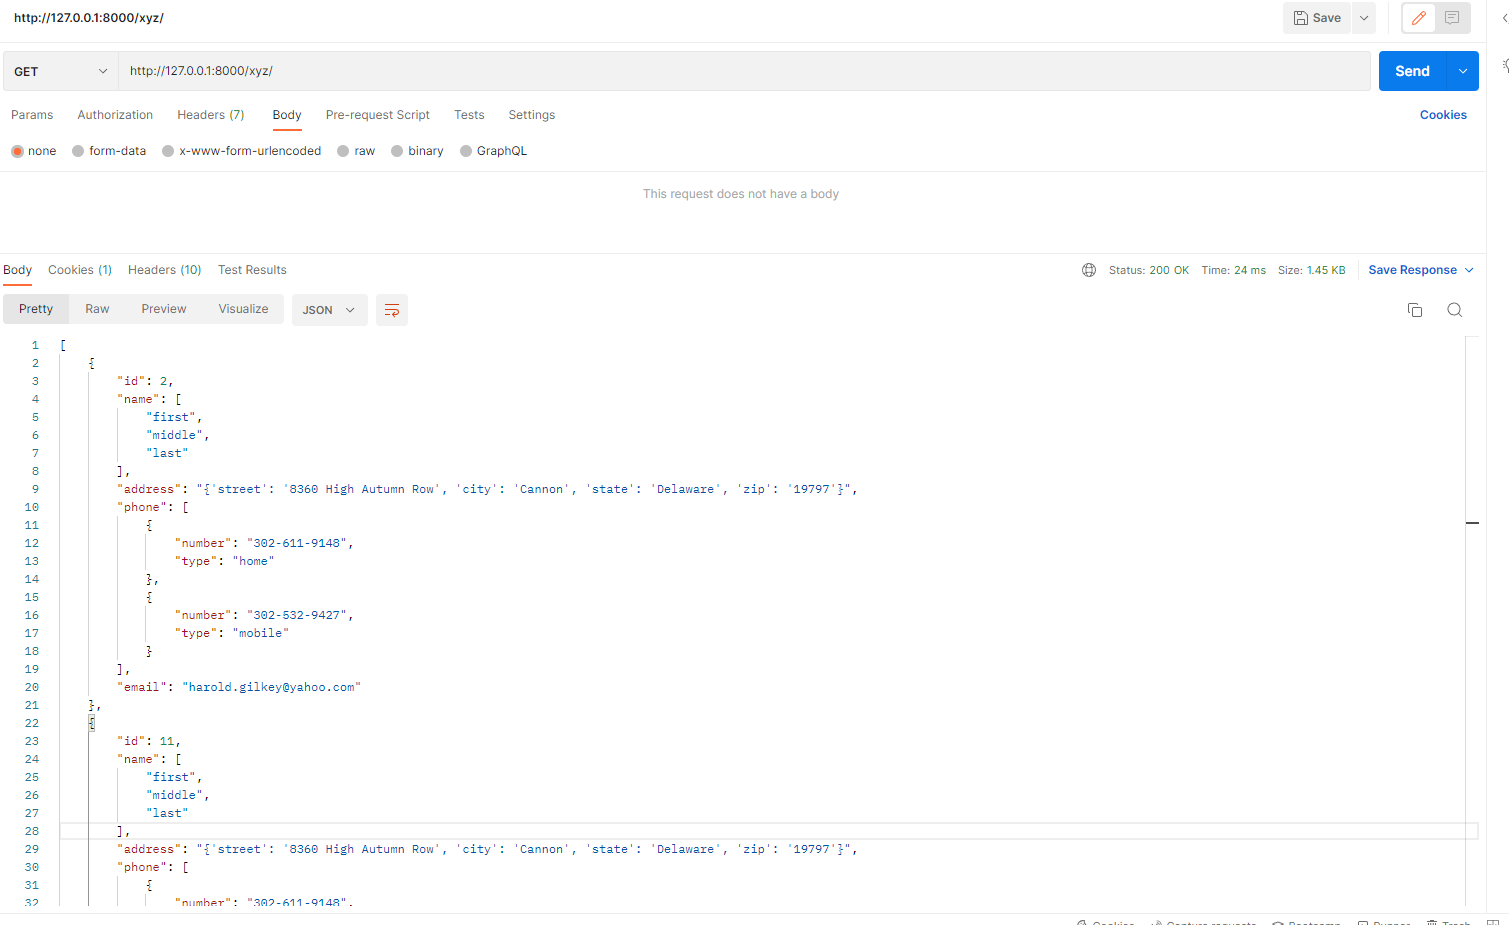 http://127.0.0.1:8000/xyz/
Save
GET
http://127.0.0.1:8000/xyz/
Send
Params Authorization Headers (7) Body Pre-request Script Tests Settings Cookies
none form-data x-www-form-urlencoded raw binary GraphQL
This request does not have a body
Body Cookies (1) Headers (10) Test Results Status: 200 OK Time: 24 ms Size: 1.45 KB Save Response
Pretty Raw Preview Visualize JSON
1 [
2 {
3 "id": 2,
4 "name": [
5 "first",
6 "middle",
7 "last"
8 ],
9 "address": "{'street': '8360 High Autumn Row', 'city': 'Cannon', 'state': 'Delaware', 'zip': '19797'}",
10 "phone": [
11 {
12 "number": "302-611-9148",
13 "type": "home"
14 },
15 {
16 "number": "302-532-9427",
17 "type": "mobile"
18 }
19 ],
20 "email": "harold.gilkey@yahoo.com"
21 },
22 {
23 "id": 11,
24 "name": [
25 "first",
26 "middle",
27 "last"
28 ],
29 "address": "{'street': '8360 High Autumn Row', 'city': 'Cannon', 'state': 'Delaware', 'zip': '19797'}",
30 "phone": [
31 {
32 "number": "302-611-9148",
Cookies Capture requests Bootcamp Runner Trash